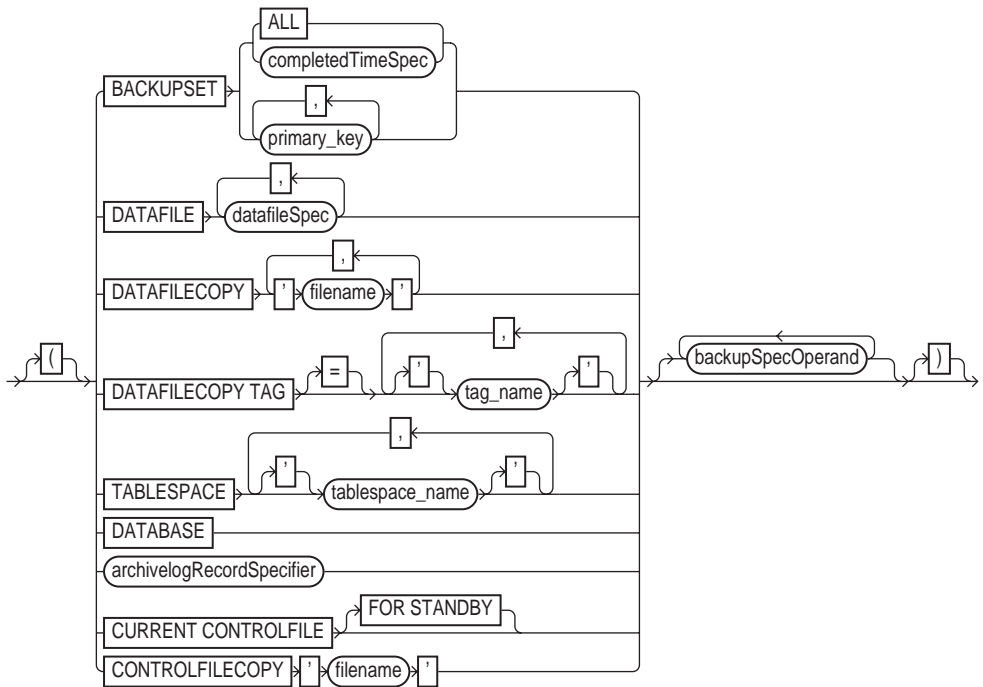 ALL
completedTimeSpec
BACKUPSET
,
primary_key
,
DATAFILE datafileSpec
,
DATAFILECOPY ' filename '
,
( DATAFILECOPY TAG = ' tag_name ' backupSpecOperand )
,
TABLESPACE ' tablespace_name '
DATABASE
archivelogRecordSpecifier
FOR STANDBY
CURRENT CONTROLFILE
CONTROLFILECOPY ' filename '